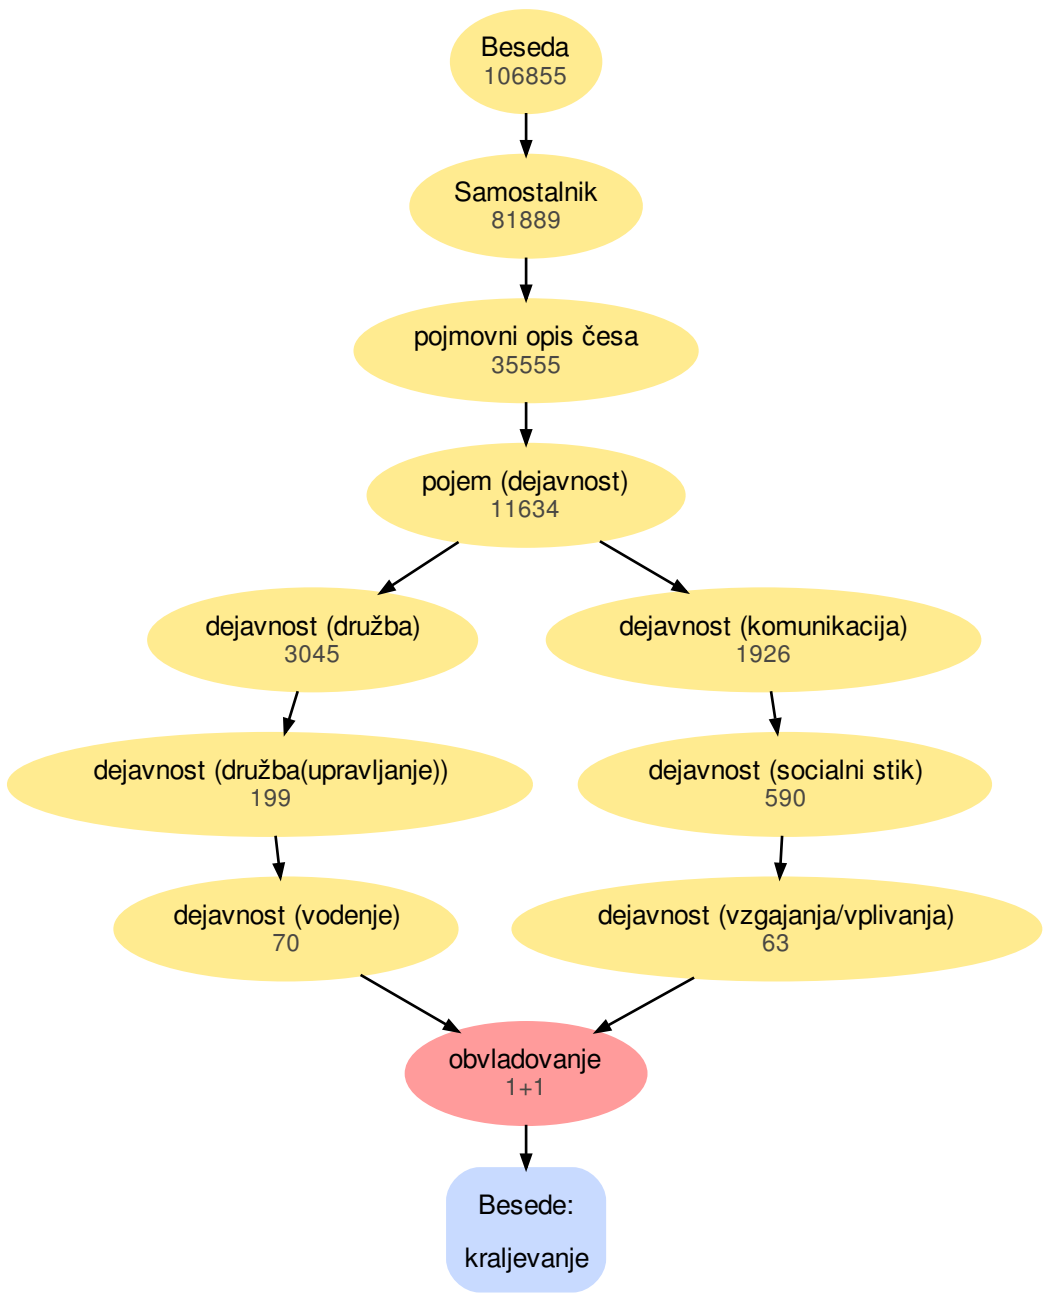 Beseda
106855
Samostalnik
81889
pojmovni opis česa
35555
pojem (dejavnost)
11634
dejavnost (družba)
3045
dejavnost (komunikacija)
1926
dejavnost (družba(upravljanje))
199
dejavnost (socialni stik)
590
dejavnost (vodenje)
70
dejavnost (vzgajanja/vplivanja)
63
obvladovanje
1+1
Besede:
kraljevanje